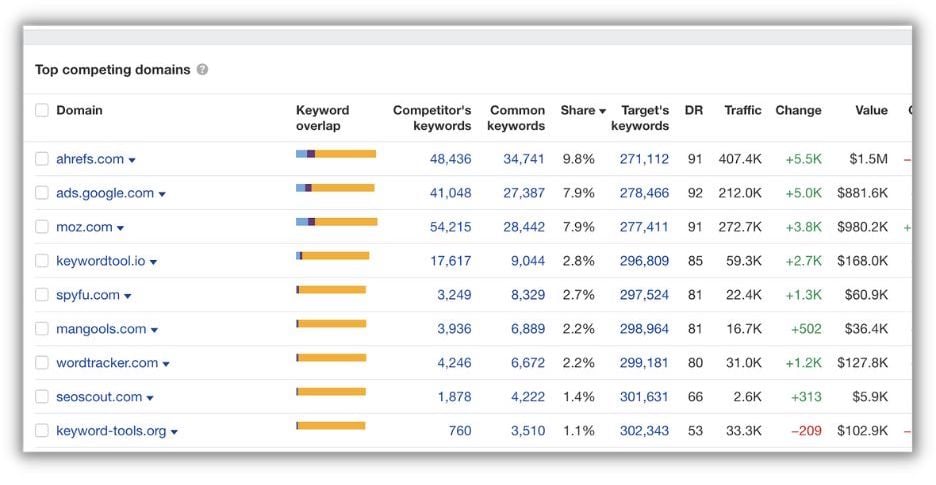 Top competing domains ?
Domain Keyword overlap Competitor's keywords Common keywords Share Target's keywords DR Traffic Change Value
ahrefs.com 48,436 34,741 9.8% 271,112 91 407.4K +5.5K $1.5M −
ads.google.com 41,048 27,387 7.9% 278,466 92 212.0K +5.0K $881.6K
moz.com 54,215 28,442 7.9% 277,411 91 272.7K +3.8K $980.2K +
keywordtool.io 17,617 9,044 2.8% 296,809 85 59.3K +2.7K $168.0K
spyfu.com 3,249 8,329 2.7% 297,524 81 22.4K +1.3K $60.9K
mangools.com 3,936 6,889 2.2% 298,964 81 16.7K +502 $36.4K
wordtracker.com 4,246 6,672 2.2% 299,181 80 31.0K +1.2K $127.8K
seoscout.com 1,878 4,222 1.4% 301,631 66 2.6K +313 $5.9K
keyword-tools.org 760 3,510 1.1% 302,343 53 33.3K −209 $102.9K −